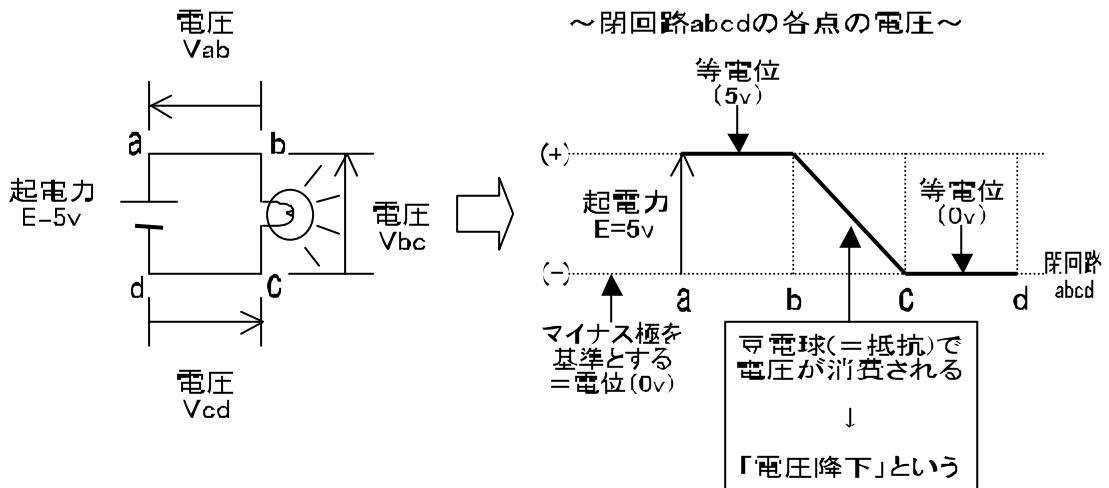 電圧
Vab
～閉回路abcdの各点の電圧～
等電位
(5v)
a
b
起電力
E-5v
電圧
Vbc
d
c
電圧
Vcd
(+)
起電力
E=5v
等電位
(0v)
(-)
a
b
c
d
閉回路
abcd
マイナス極を
基準とする
＝電位(0v)
豆電球(＝抵抗)で
電圧が消費される
↓
「電圧降下」という